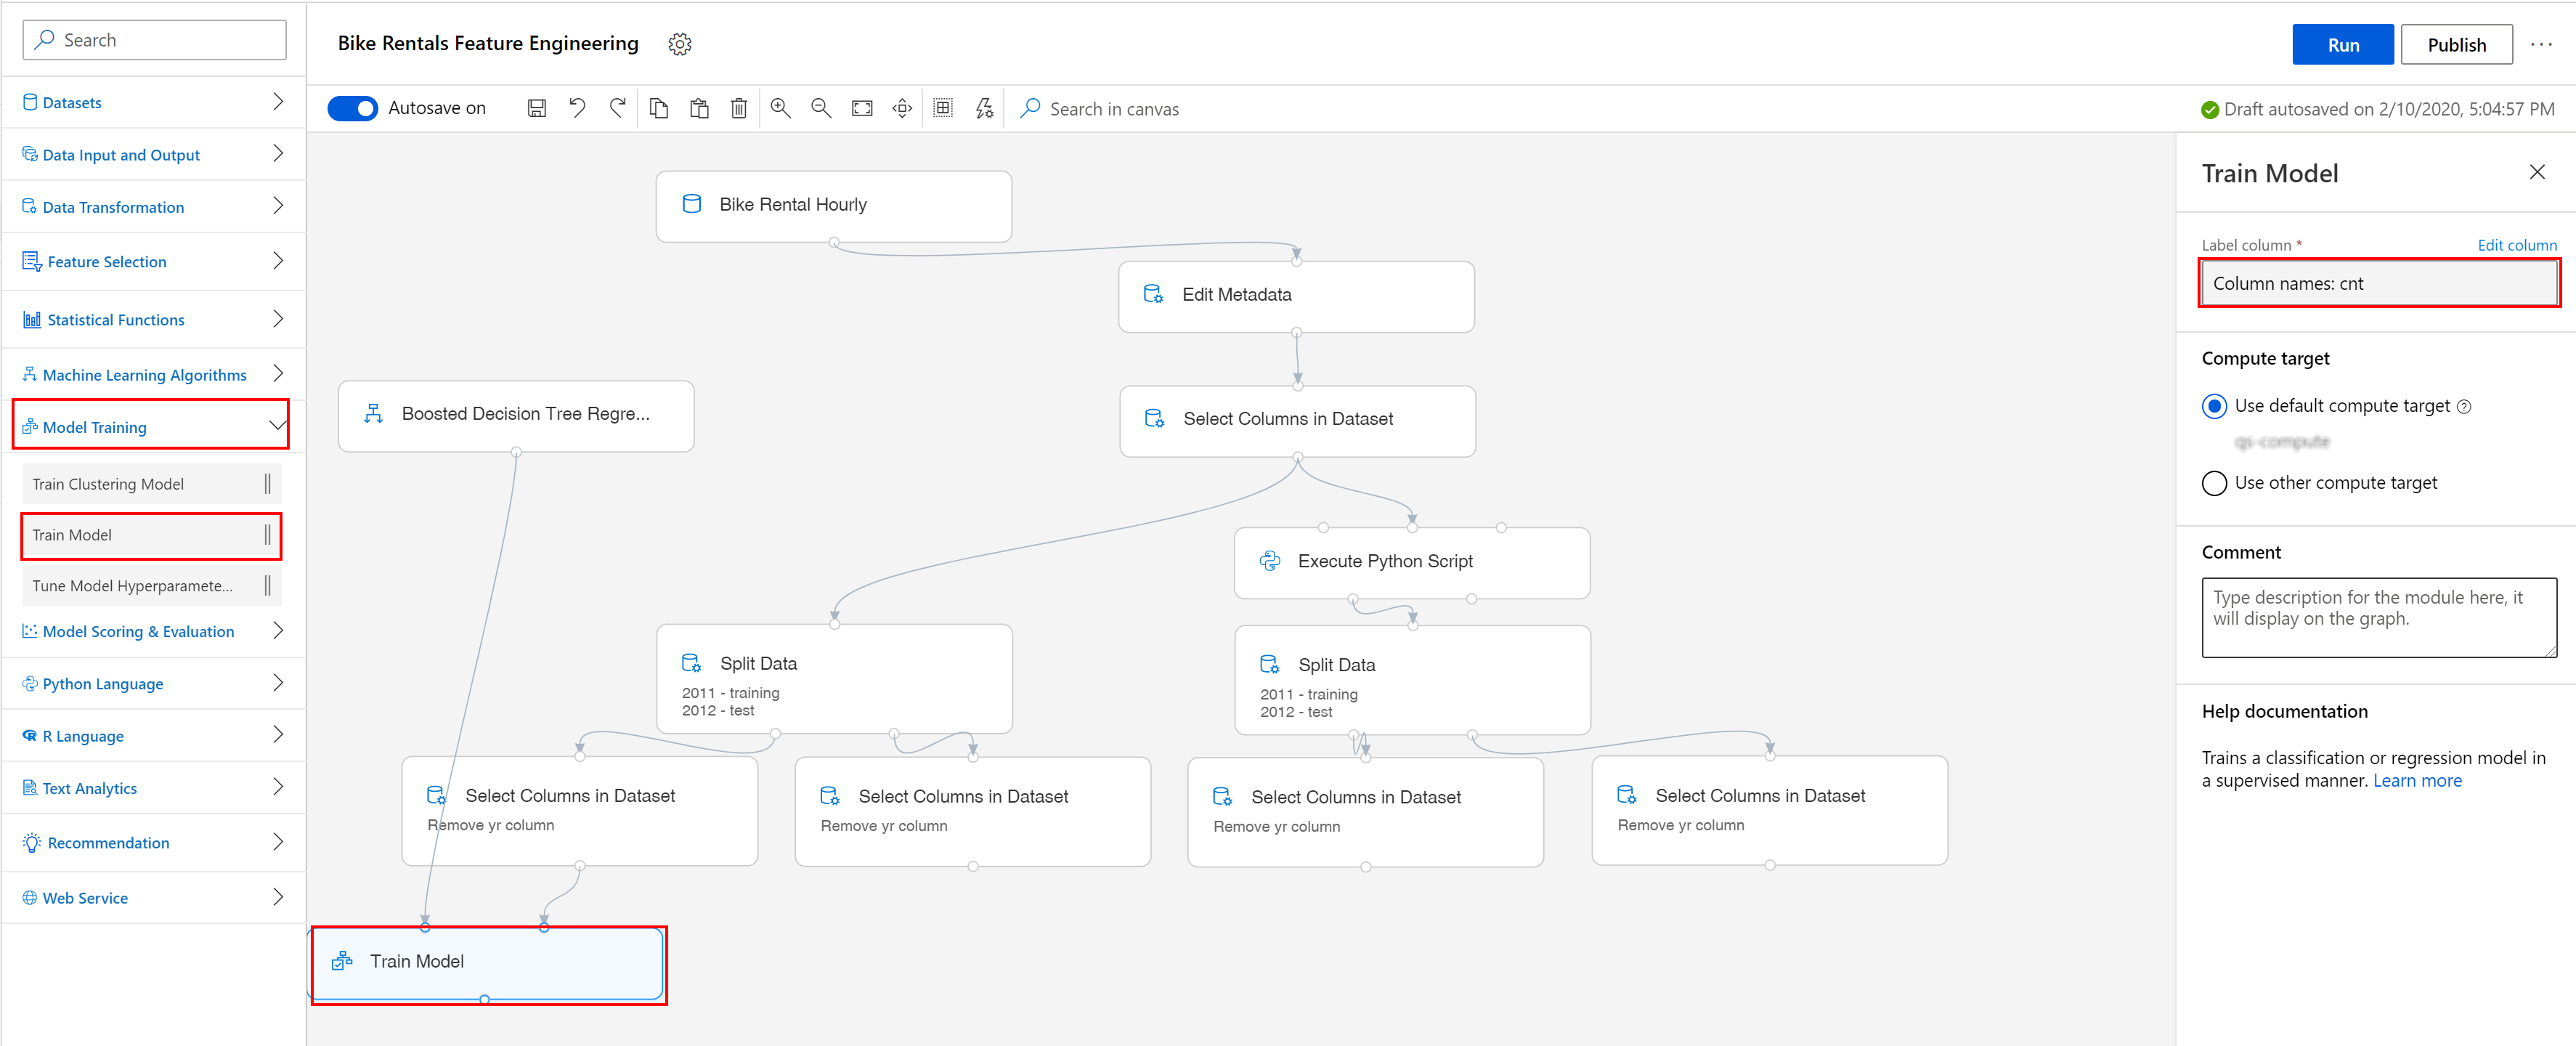 Search
Datasets
Data Input and Output
Data Transformation
Feature Selection
Statistical Functions
Machine Learning Algorithms
Model Training
Train Clustering Model
Train Model
Tune Model Hyperparamete...
Model Scoring & Evaluation
Python Language
R Language
Text Analytics
Recommendation
Web Service
Bike Rentals Feature Engineering
Run
Publish
Autosave on
Search in canvas
Draft autosaved on 2/10/2020, 5:04:57 PM
Bike Rental Hourly
Edit Metadata
Boosted Decision Tree Regre...
Select Columns in Dataset
Execute Python Script
Split Data
2011 - training
2012 - test
Split Data
2011 - training
2012 - test
Select Columns in Dataset
Remove yr column
Select Columns in Dataset
Remove yr column
Select Columns in Dataset
Remove yr column
Select Columns in Dataset
Remove yr column
Train Model
Train Model
Label column *
Edit column
Column names: cnt
Compute target
Use default compute target
qs-compute
Use other compute target
Comment
Type description for the module here, it
will display on the graph.
Help documentation
Trains a classification or regression model in
a supervised manner. Learn more